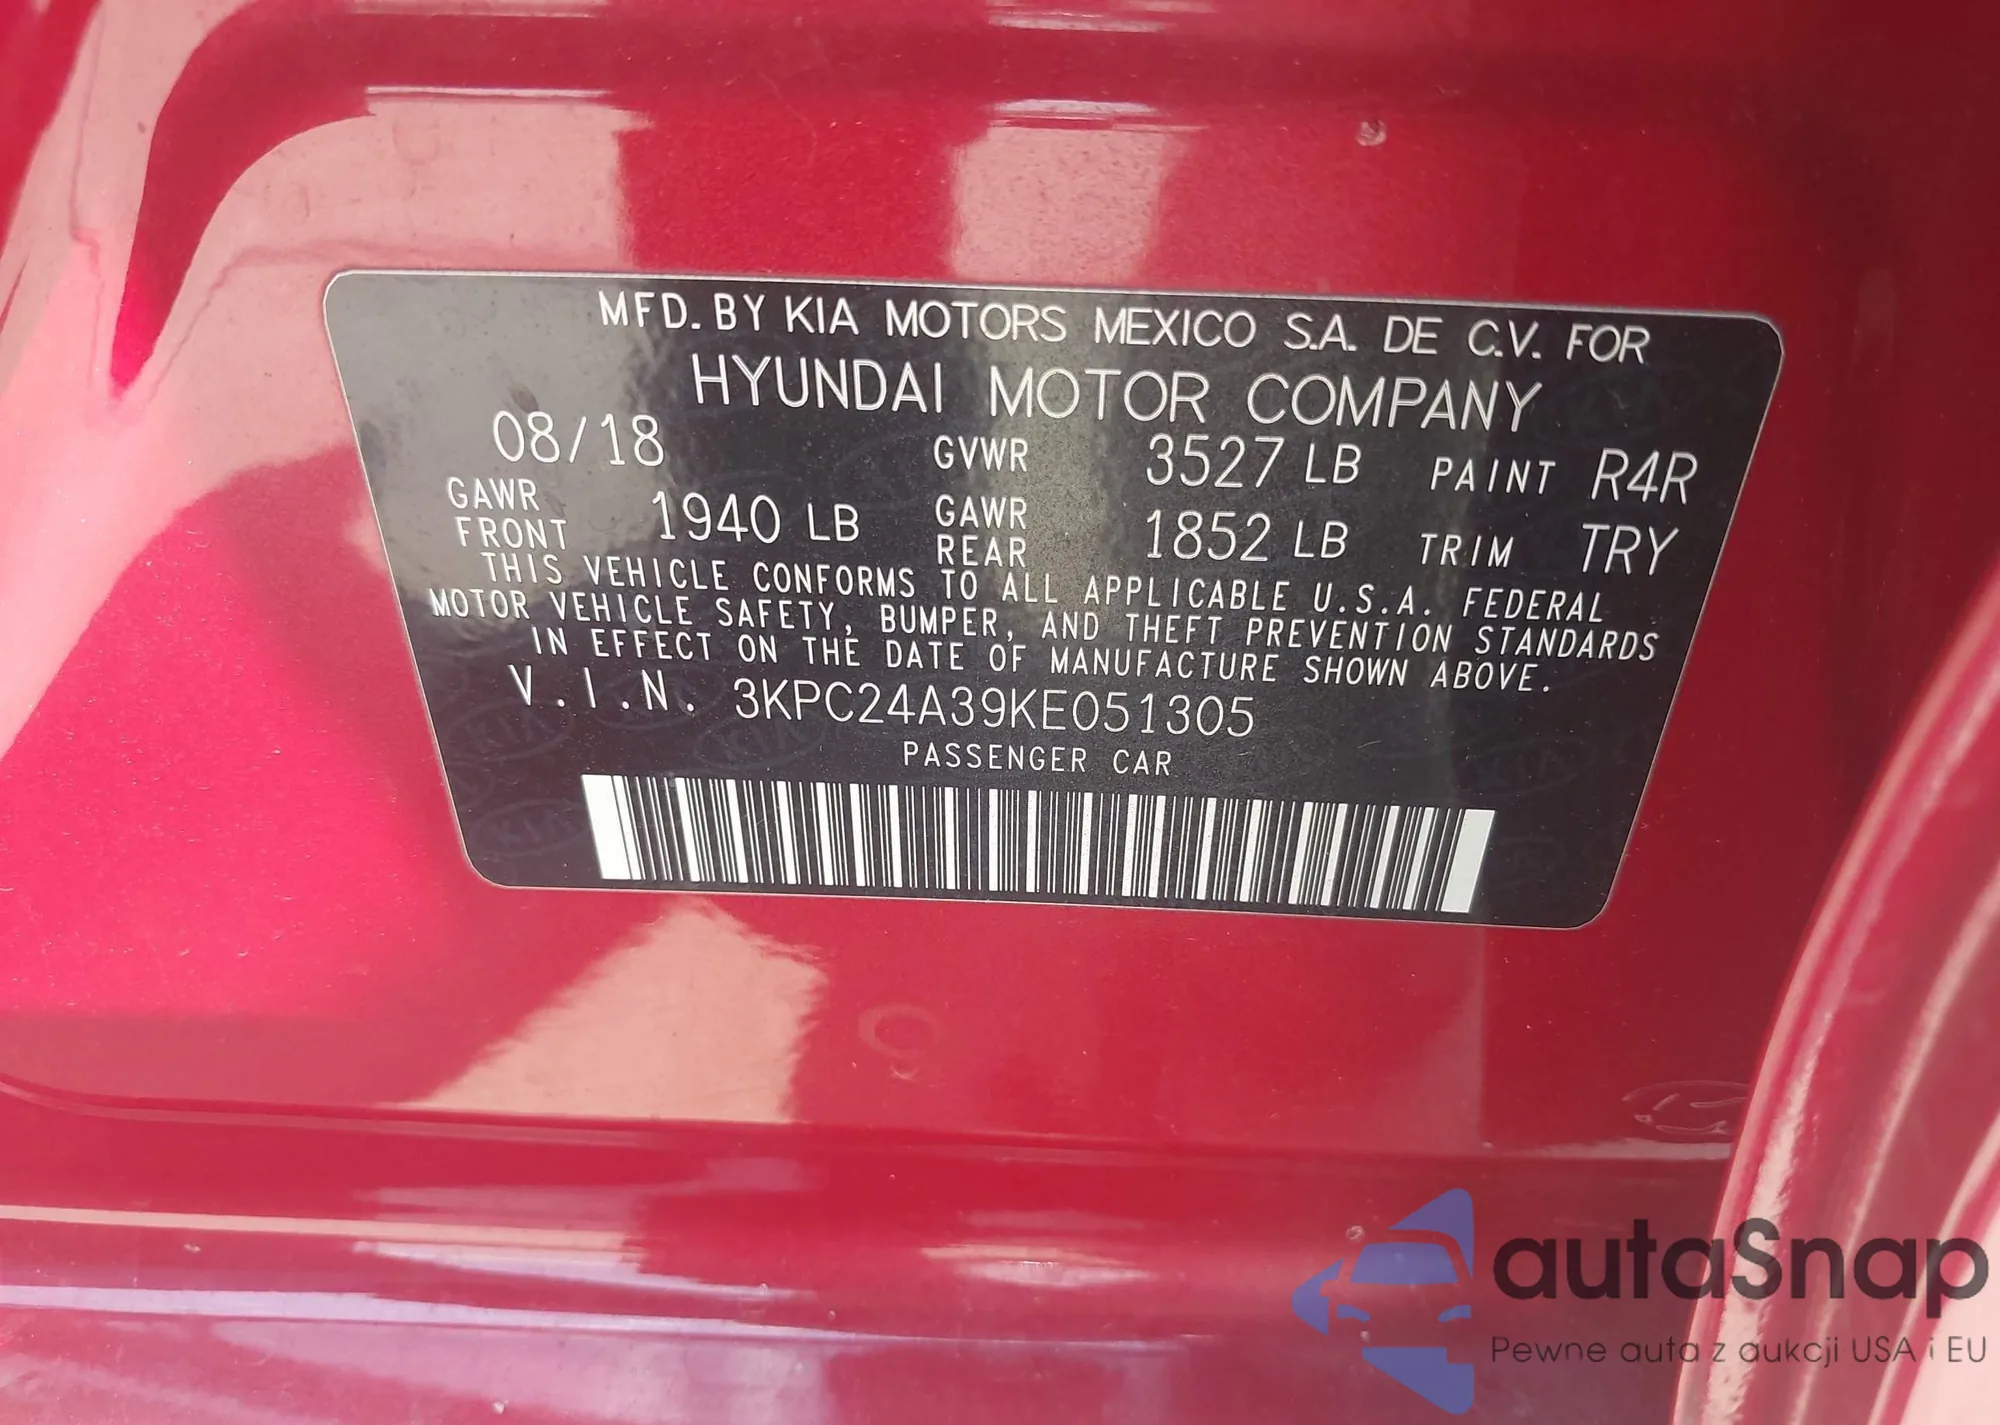 MFD. BY KIA MOTORS MEXICO S.A. DE C.V. FOR
HYUNDAI MOTOR COMPANY
08/18 GVWR 3527 LB PAINT R4R
GAWR FRONT 1940 LB GAWR REAR 1852 LB TRIM TRY
THIS VEHICLE CONFORMS TO ALL APPLICABLE U.S.A. FEDERAL
MOTOR VEHICLE SAFETY, BUMPER, AND THEFT PREVENTION STANDARDS
IN EFFECT ON THE DATE OF MANUFACTURE SHOWN ABOVE.
V.I.N. 3KPC24A39KE051305
PASSENGER CAR
autaSnap
Pewne auta z aukcji USA i EU